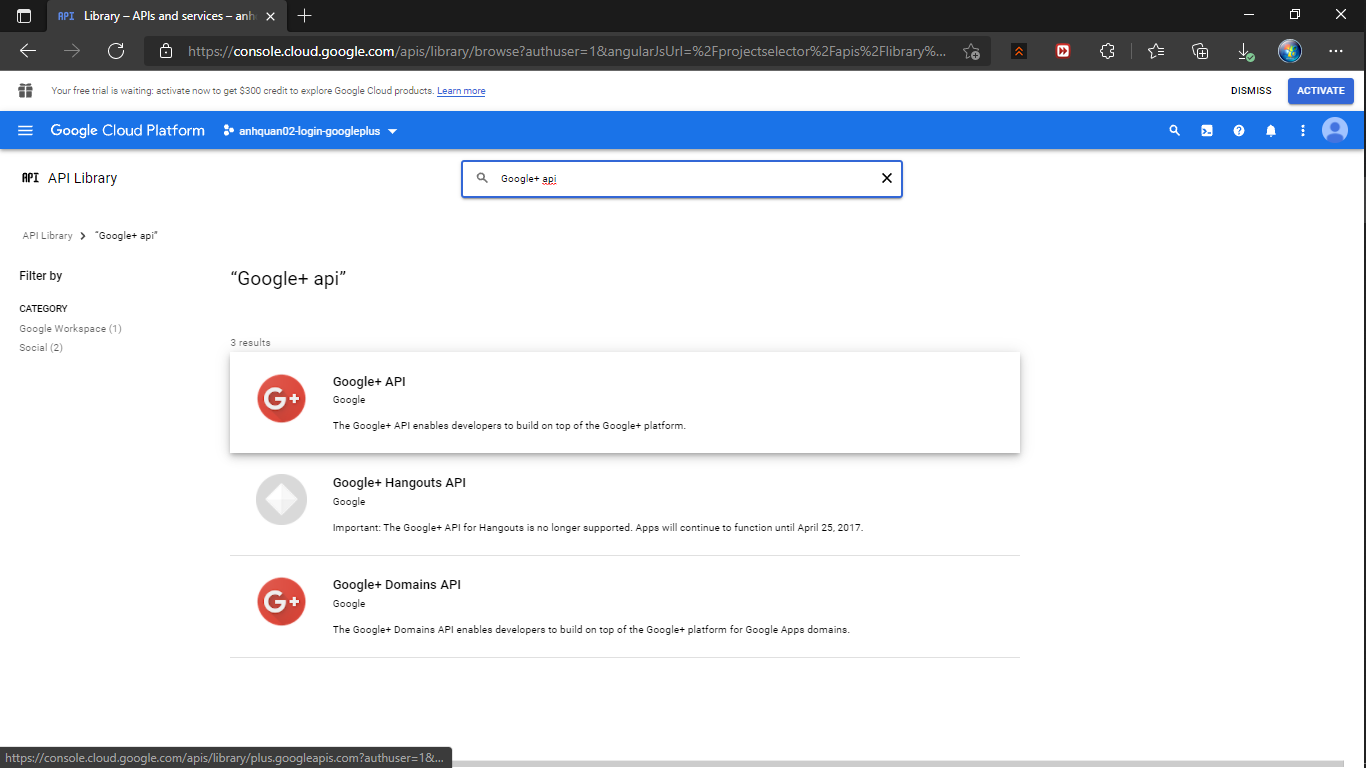 API Library – APIs and services – anh
https://console.cloud.google.com/apis/library/browse?authuser=1&angularJsUrl=%2Fprojectselector%2Fapis%2Flibrary%...
Your free trial is waiting: activate now to get $300 credit to explore Google Cloud products. Learn more
DISMISS
ACTIVATE
Google Cloud Platform
anhquan02-login-googleplus
API API Library
Google+ api
API Library > “Google+ api”
Filter by
CATEGORY
Google Workspace (1)
Social (2)
“Google+ api”
3 results
G+
Google+ API
Google
The Google+ API enables developers to build on top of the Google+ platform.
Google+ Hangouts API
Google
Important: The Google+ API for Hangouts is no longer supported. Apps will continue to function until April 25, 2017.
G+
Google+ Domains API
Google
The Google+ Domains API enables developers to build on top of the Google+ platform for Google Apps domains.
https://console.cloud.google.com/apis/library/plus.googleapis.com?authuser=1&...